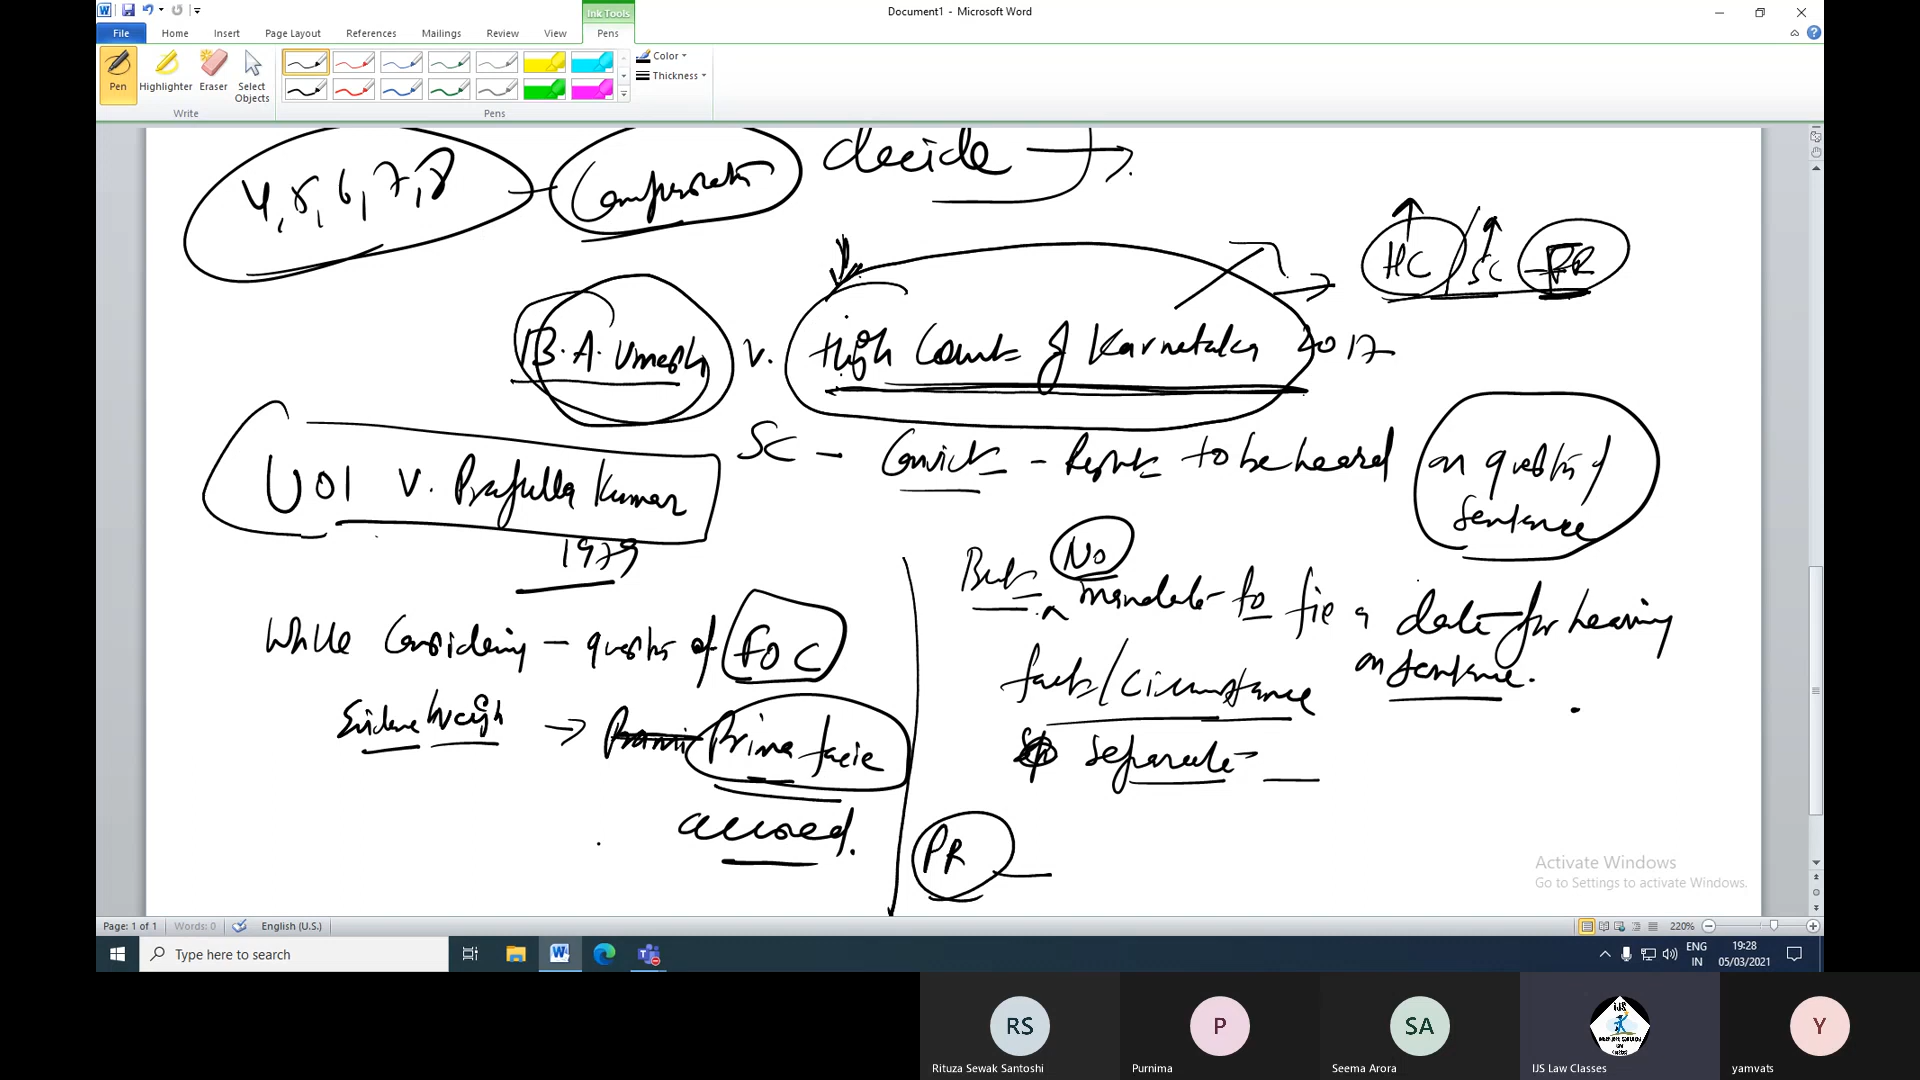 Document1 - Microsoft Word
Ink Tools
File Home Insert Page Layout References Mailings Review View Pens
Pen Highlighter Eraser Select Objects
Color
Thickness
Write Pens
4, 5, 6, 7, 8 decide
HC / SC - FR
B. A. Umesh v. High Court of Karnataka 2017
SC - Convict - Right to be heard on question of sentence
UOI v. Prafulla Kumar
1979
But No mandate to fix a date for hearing on sentence.
While Considering - question of FOC
facts/Circumstance
Evidence weigh → Prima facie
separate
accused.
PR
Activate Windows
Go to Settings to activate Windows.
Page: 1 of 1 Words: 0 English (U.S.) 220%
Type here to search
ENG IN
19:28
05/03/2021
RS P SA IJS Y
Rituza Sewak Santoshi Purnima Seema Arora IJS Law Classes yamvats